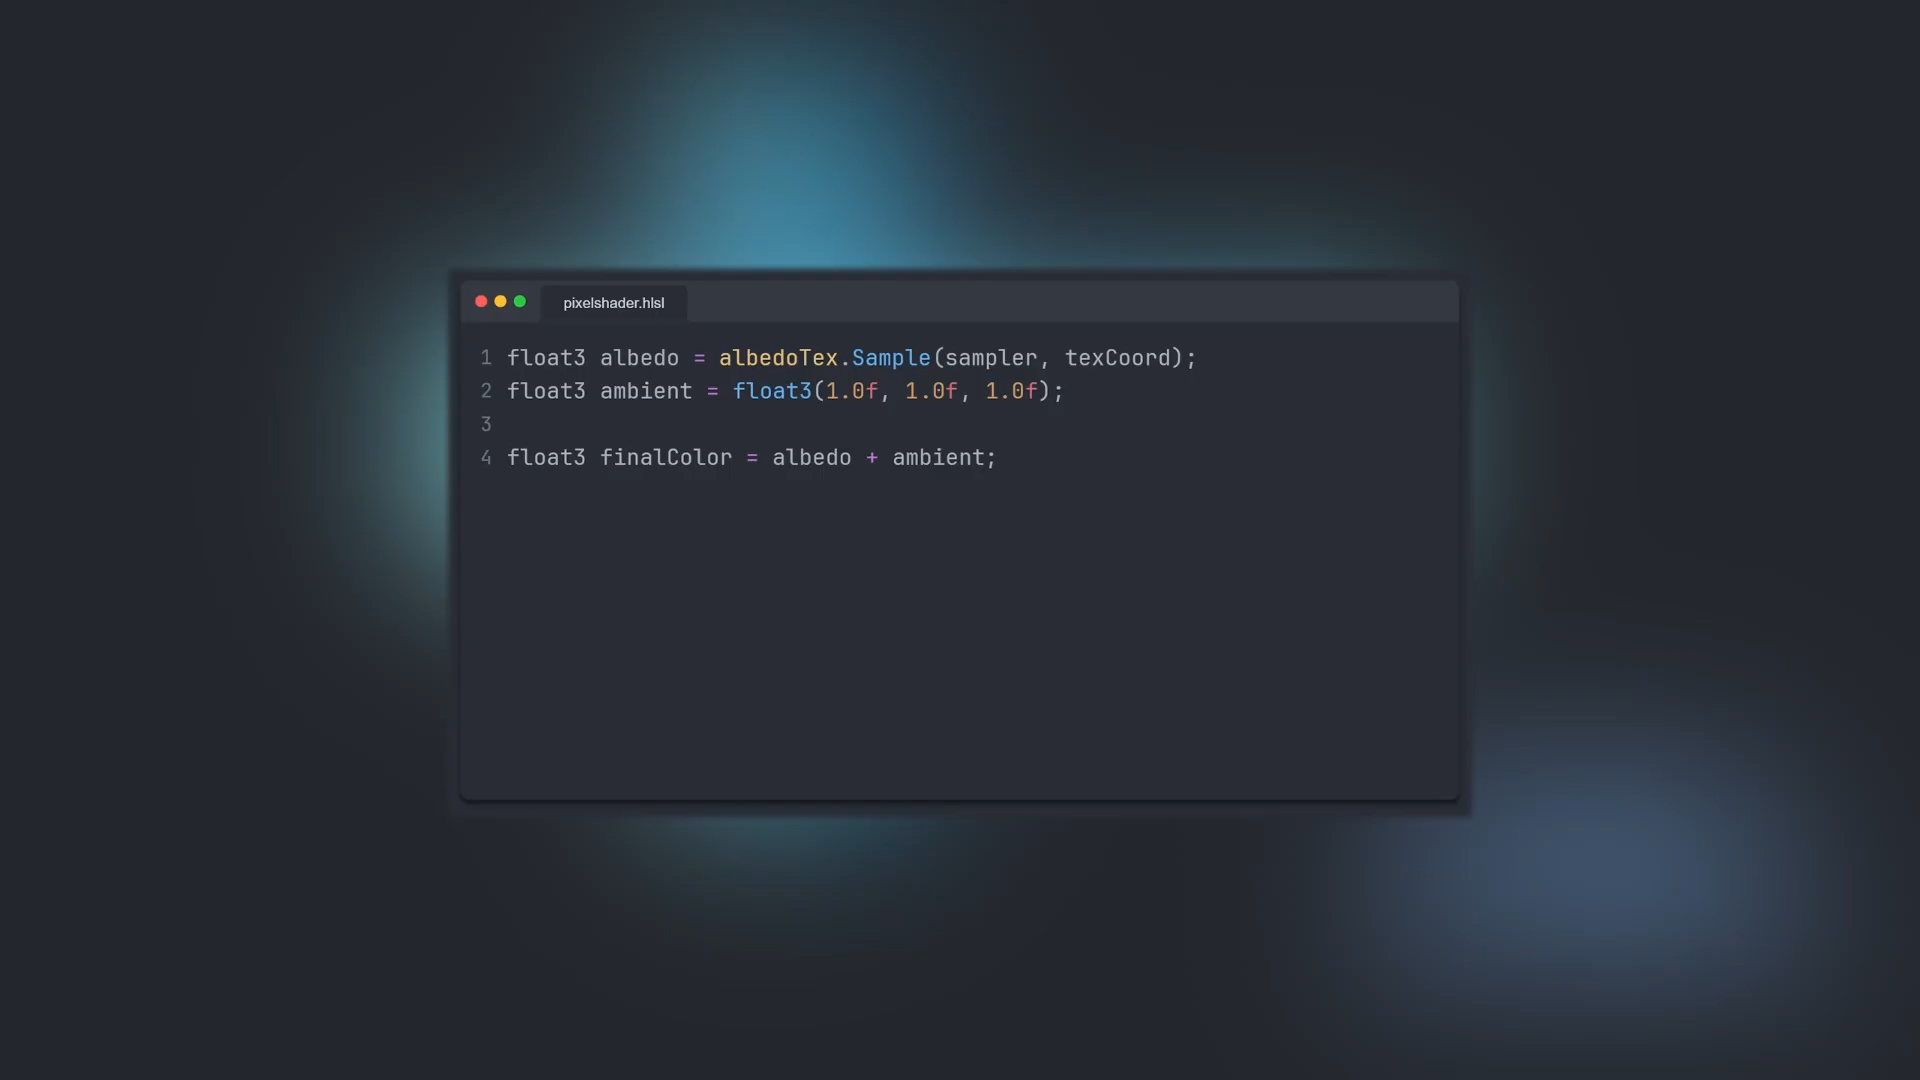 pixelshader.hlsl
1 float3 albedo = albedoTex.Sample(sampler, texCoord);
2 float3 ambient = float3(1.0f, 1.0f, 1.0f);
3
4 float3 finalColor = albedo + ambient;